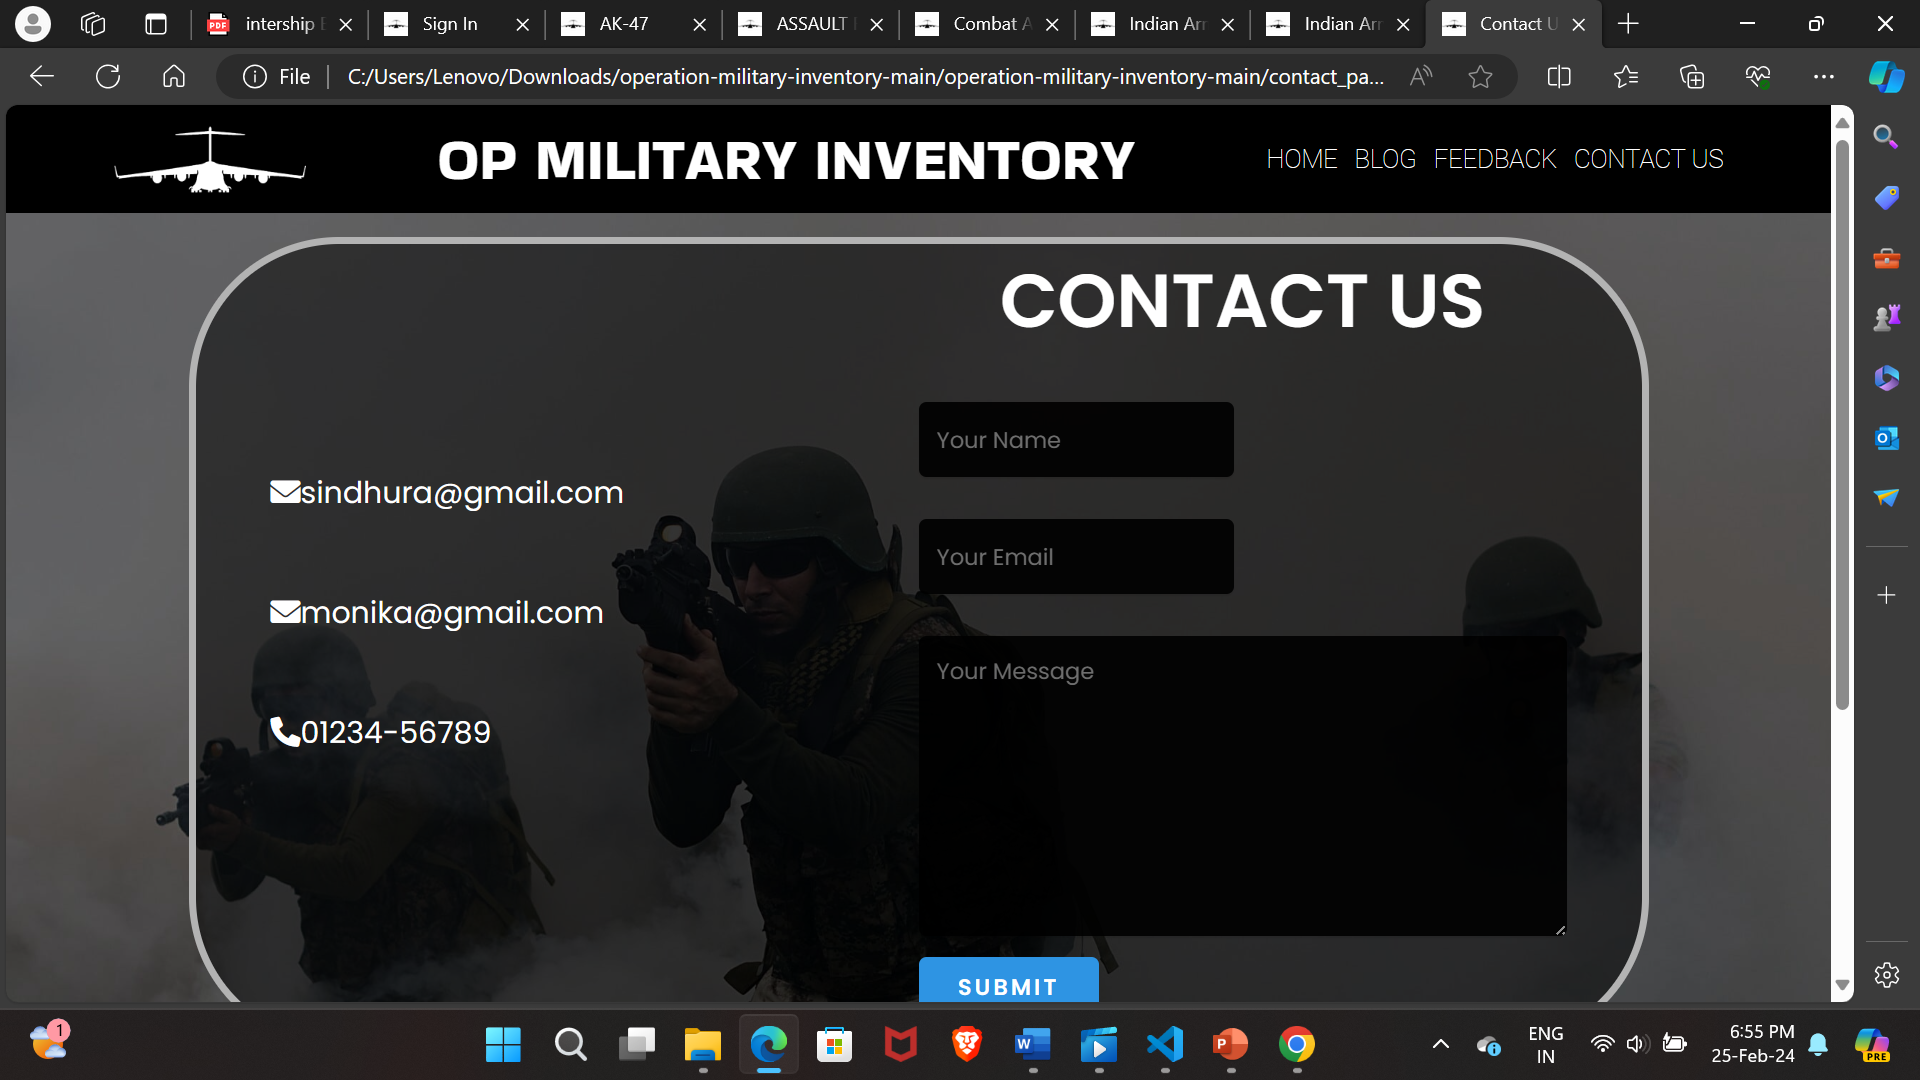 intership E
Sign In
AK-47
ASSAULT
Combat A
Indian Arr
Indian Arr
Contact U
File
C:/Users/Lenovo/Downloads/operation-military-inventory-main/operation-military-inventory-main/contact_pa...
OP MILITARY INVENTORY
HOME BLOG FEEDBACK CONTACT US
CONTACT US
Your Name
sindhura@gmail.com
Your Email
monika@gmail.com
Your Message
01234-56789
SUBMIT
1
ENG
IN
6:55 PM
25-Feb-24
PRE